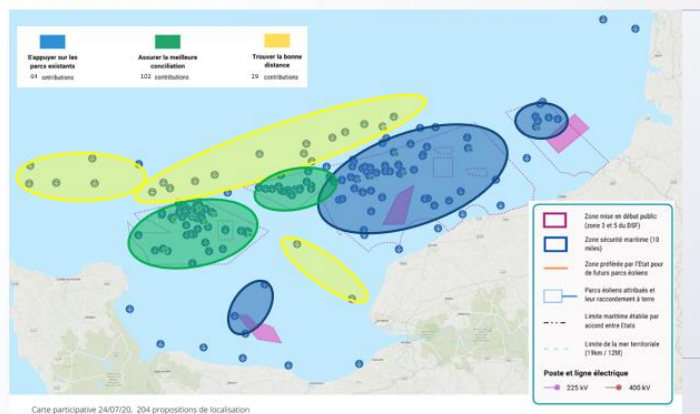 S'appuyer sur les
parcs existants
64 contributions
Assurer la meilleure
conciliation
102 contributions
Trouver la bonne
distance
29 contributions
Zone mise en débat public
(zone 3 et 5 du DSF)
Zone sécurité maritime (10
miles)
Zone préférée par l'Etat pour
de futurs parcs éoliens
Parcs éoliens attribués et
leur raccordement à terre
Limite maritime établie par
accord entre Etats
Limite de la mer territoriale
(19km / 12M)
Poste et ligne électrique
225 kV
400 kV
Carte participative 24/07/20, 204 propositions de localisation